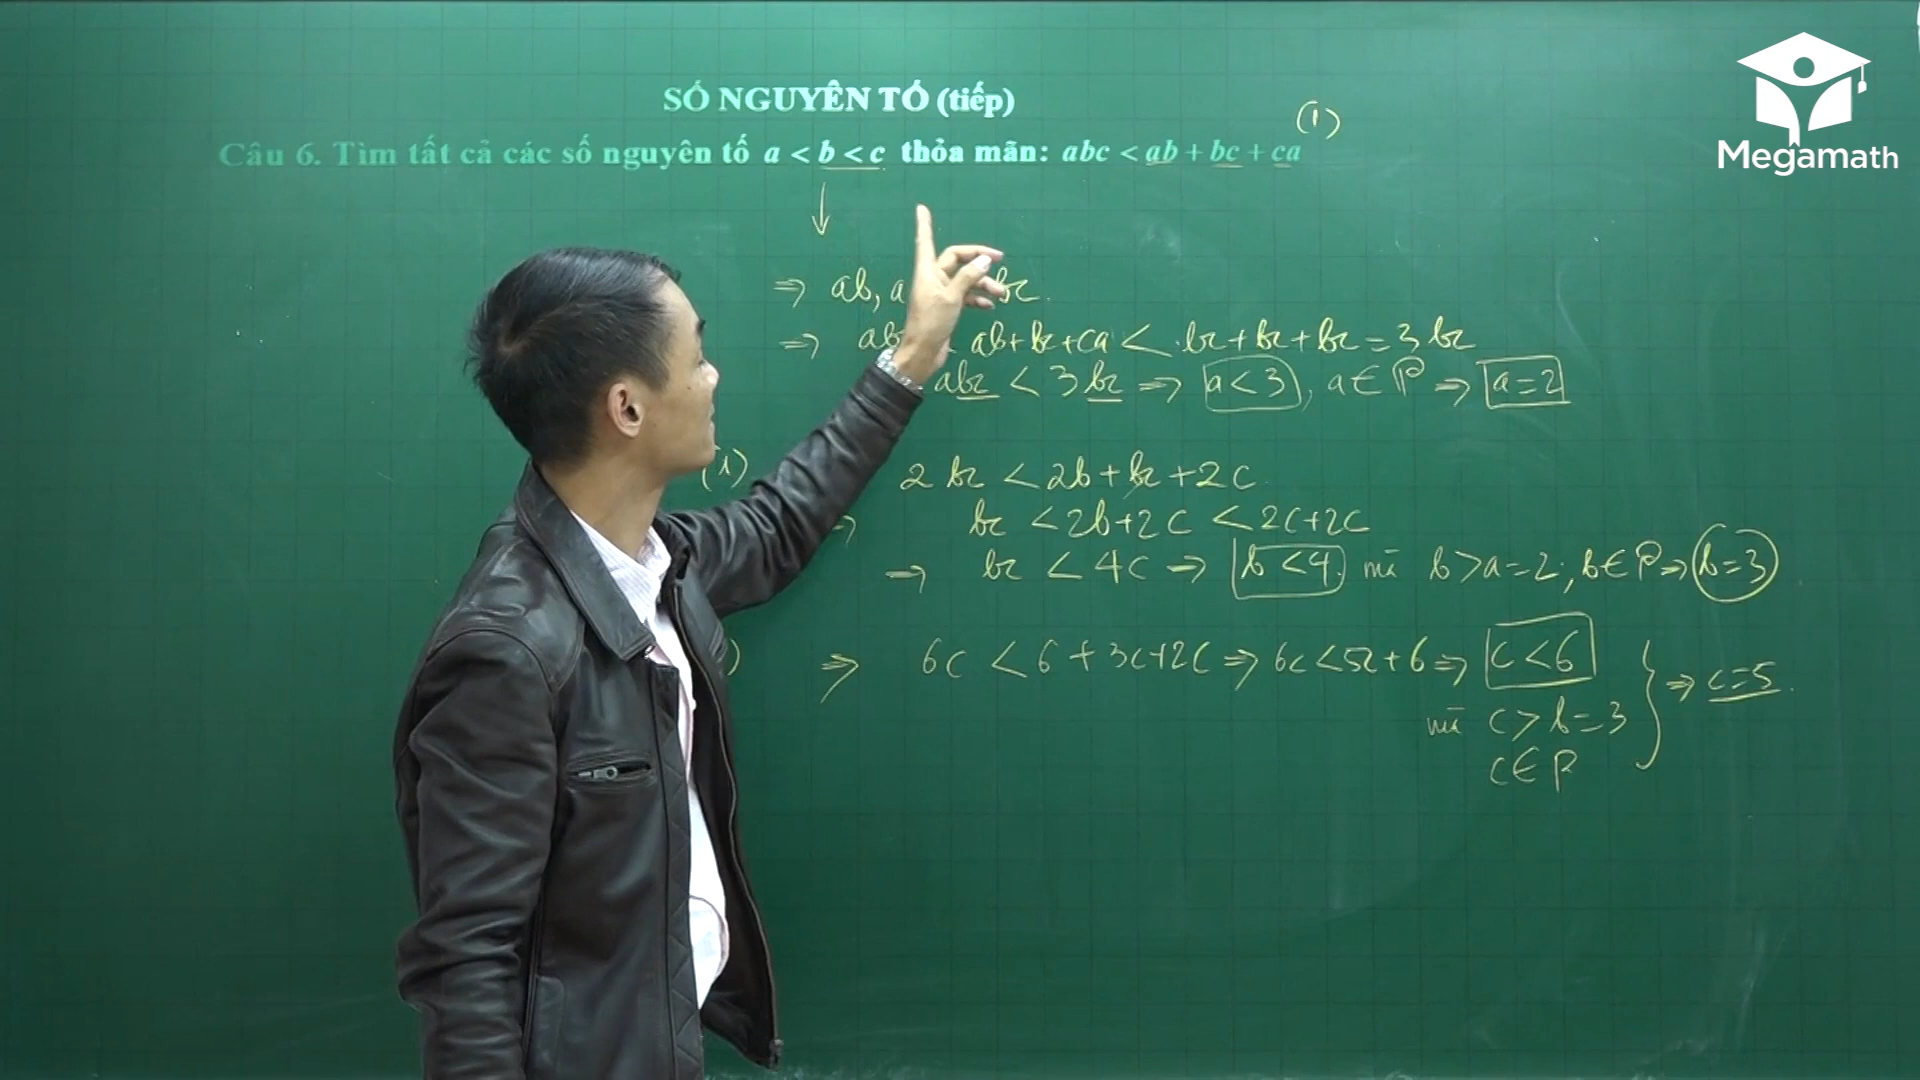 Megamath
SỐ NGUYÊN TỐ (tiếp)
(1)
Câu 6. Tìm tất cả các số nguyên tố a < b < c thỏa mãn: abc < ab + bc + ca
⇒ ab, a bc.
⇒ ab ab+bc+ca < bc+bc+bc = 3bc
abc < 3bc ⇒ a<3, a∈P ⇒ a=2
(1) 2bc < 2b+bc+2c
⇒ bc < 2b+2c < 2c+2c
⇒ bc < 4c ⇒ b<4 mà b>a=2; b∈P ⇒ b=3
) ⇒ 6c < 6+3c+2c ⇒ 6c<5c+6 ⇒ c<6
mà c>b=3 } ⇒ c=5.
c∈P